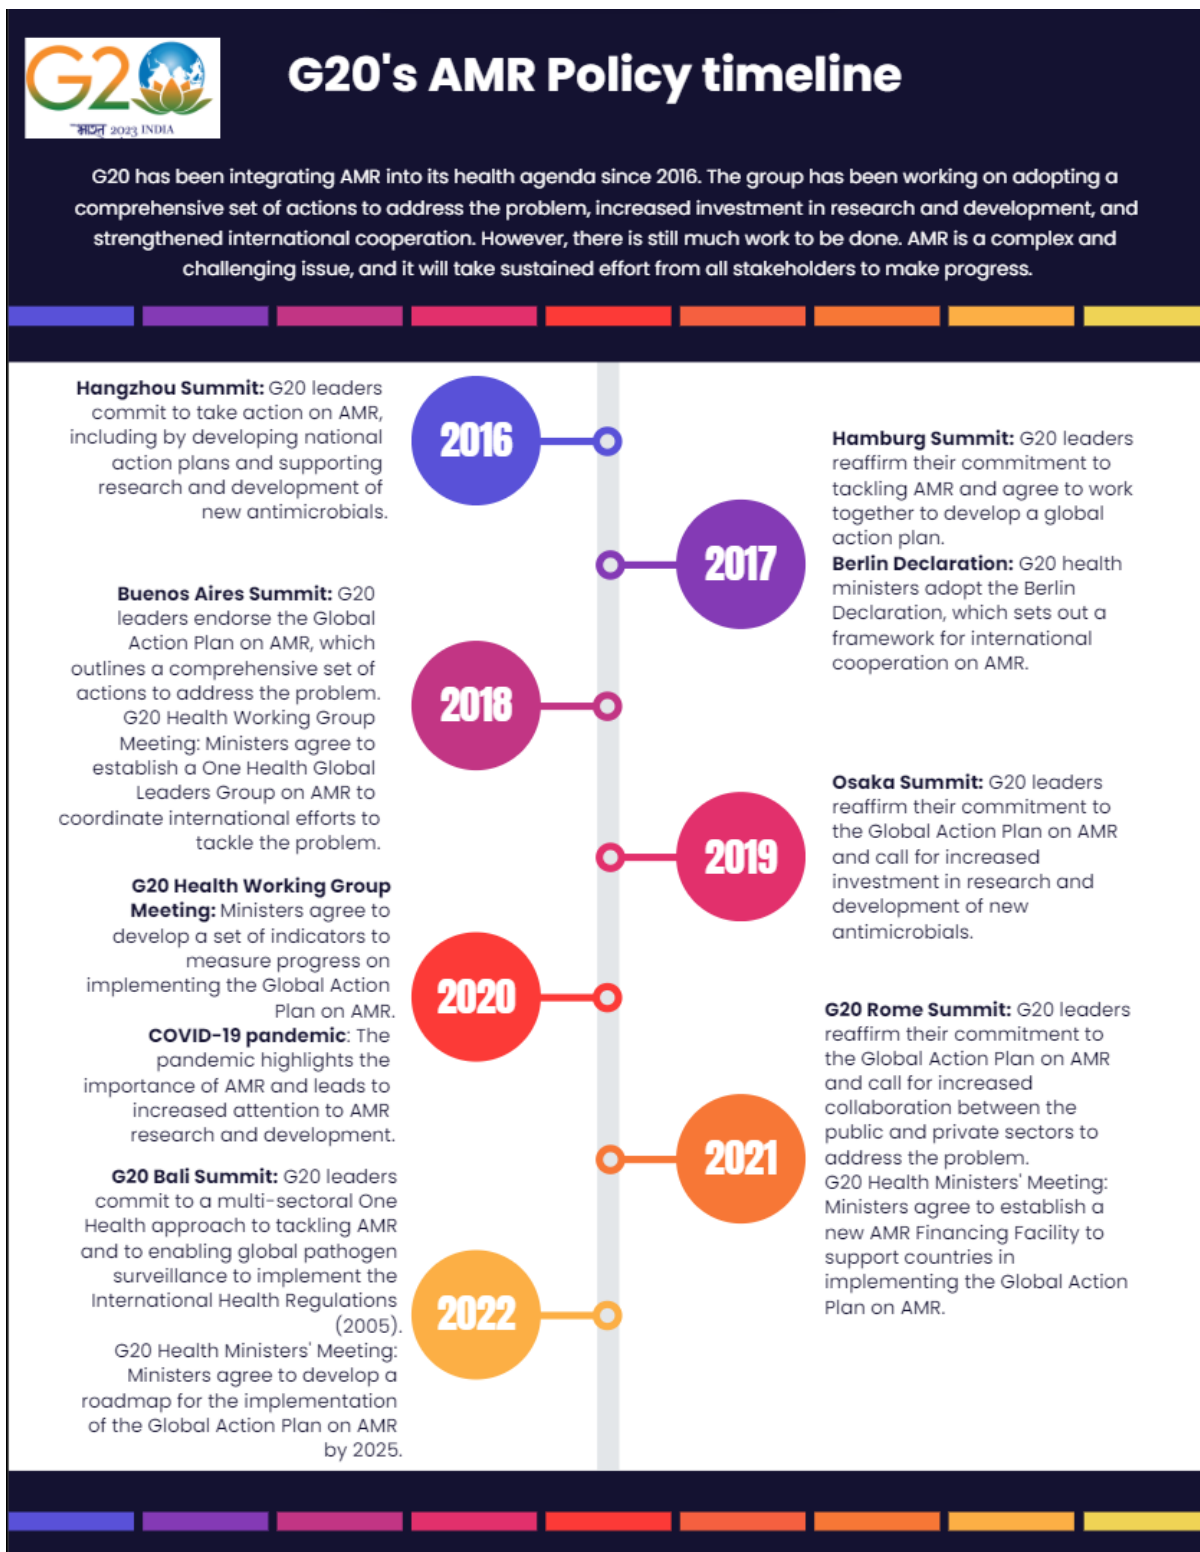 G20
भारत 2023 INDIA
G20's AMR Policy timeline
G20 has been integrating AMR into its health agenda since 2016. The group has been working on adopting a
comprehensive set of actions to address the problem, increased investment in research and development, and
strengthened international cooperation. However, there is still much work to be done. AMR is a complex and
challenging issue, and it will take sustained effort from all stakeholders to make progress.
Hangzhou Summit: G20 leaders
commit to take action on AMR,
including by developing national
action plans and supporting
research and development of
new antimicrobials.
2016
Hamburg Summit: G20 leaders
reaffirm their commitment to
tackling AMR and agree to work
together to develop a global
action plan.
Berlin Declaration: G20 health
ministers adopt the Berlin
Declaration, which sets out a
framework for international
cooperation on AMR.
2017
Buenos Aires Summit: G20
leaders endorse the Global
Action Plan on AMR, which
outlines a comprehensive set of
actions to address the problem.
G20 Health Working Group
Meeting: Ministers agree to
establish a One Health Global
Leaders Group on AMR to
coordinate international efforts to
tackle the problem.
2018
Osaka Summit: G20 leaders
reaffirm their commitment to
the Global Action Plan on AMR
and call for increased
investment in research and
development of new
antimicrobials.
2019
G20 Health Working Group
Meeting: Ministers agree to
develop a set of indicators to
measure progress on
implementing the Global Action
Plan on AMR.
COVID-19 pandemic: The
pandemic highlights the
importance of AMR and leads to
increased attention to AMR
research and development.
2020
G20 Rome Summit: G20 leaders
reaffirm their commitment to
the Global Action Plan on AMR
and call for increased
collaboration between the
public and private sectors to
address the problem.
G20 Health Ministers' Meeting:
Ministers agree to establish a
new AMR Financing Facility to
support countries in
implementing the Global Action
Plan on AMR.
2021
G20 Bali Summit: G20 leaders
commit to a multi-sectoral One
Health approach to tackling AMR
and to enabling global pathogen
surveillance to implement the
International Health Regulations
(2005).
G20 Health Ministers' Meeting:
Ministers agree to develop a
roadmap for the implementation
of the Global Action Plan on AMR
by 2025.
2022